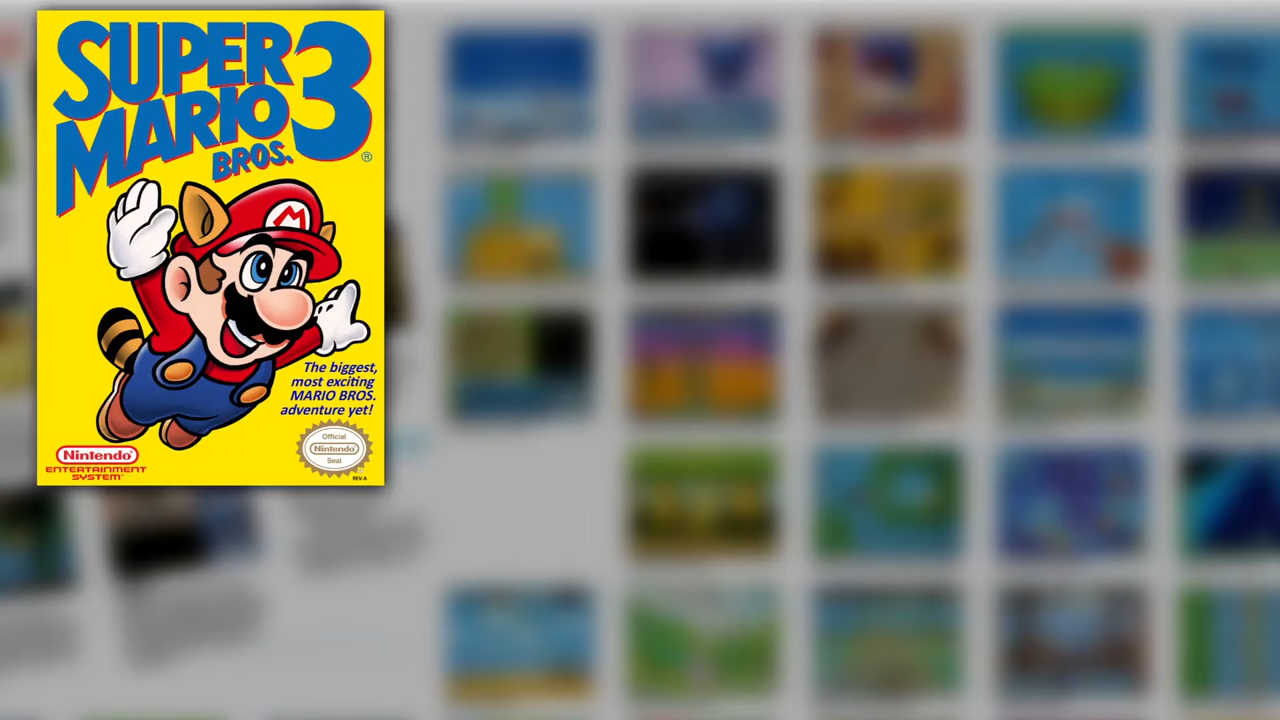 SUPER
MARIO
BROS. 3
®
M
The biggest,
most exciting
MARIO BROS.
adventure yet!
Official
Nintendo
Seal
Nintendo
ENTERTAINMENT
SYSTEM
REV-A